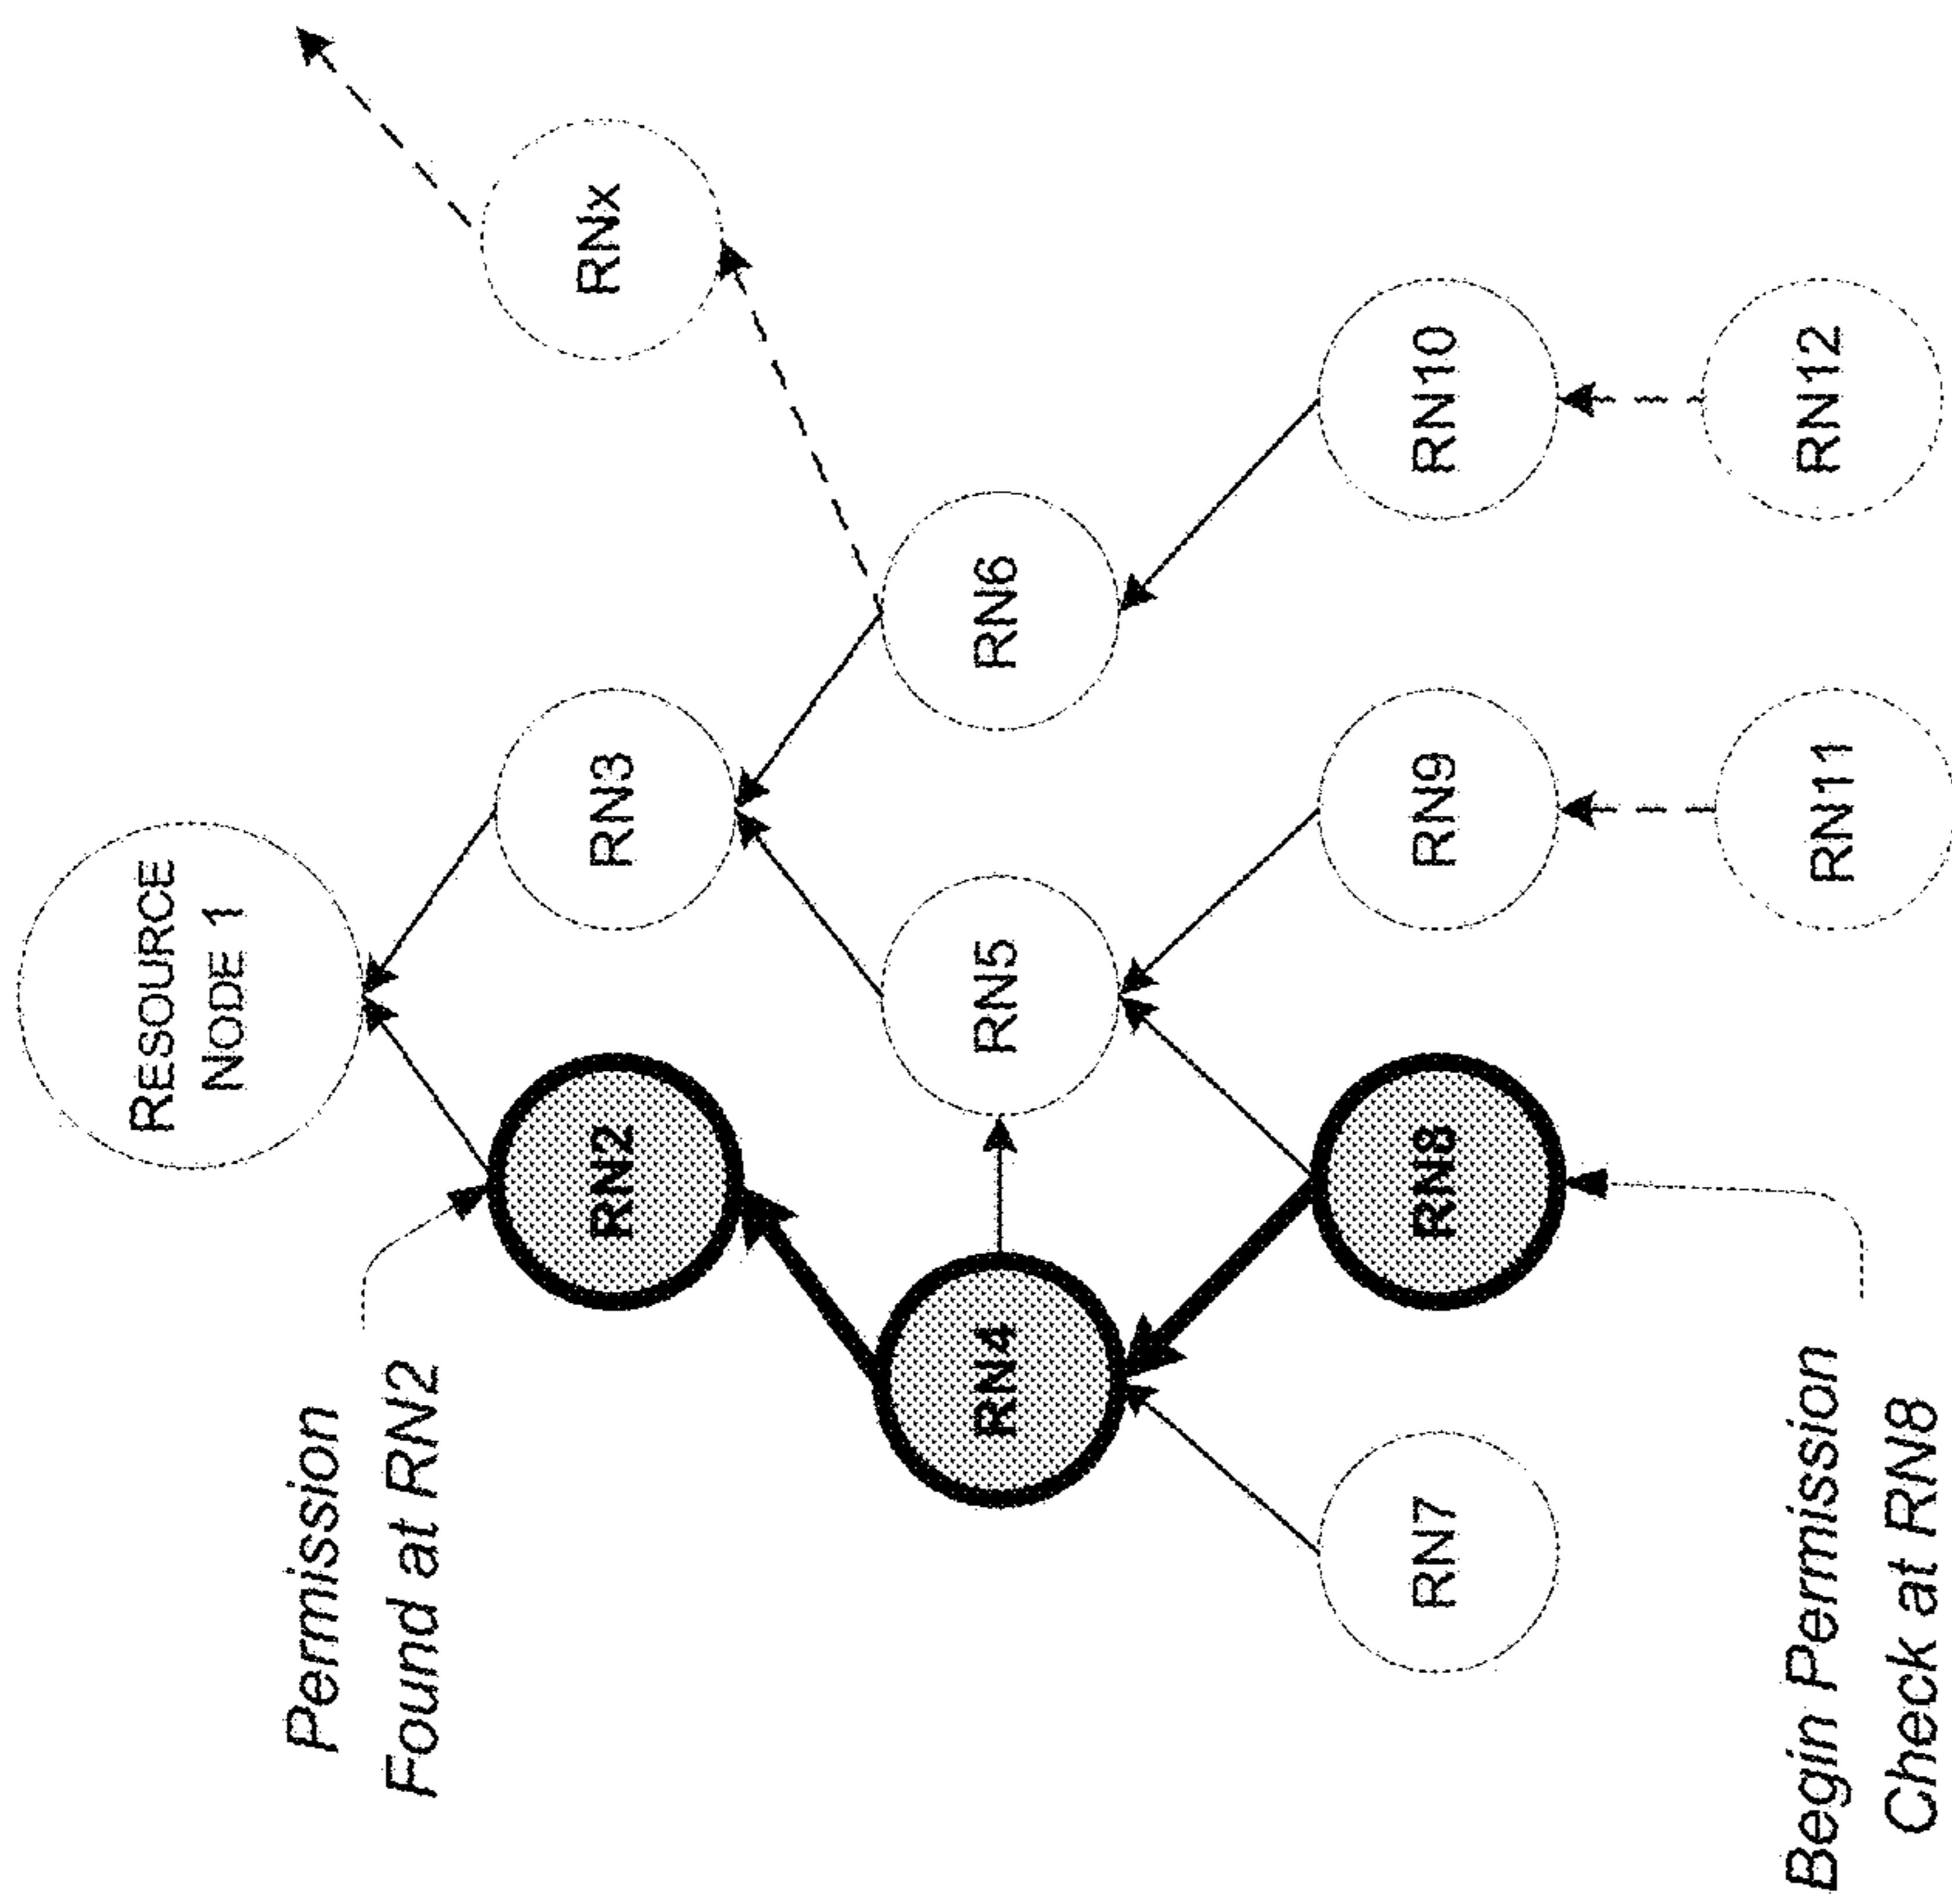 RESOURCE
NODE 1
Permission
Found at RN2
RN2
RN3
RNx
RN4
RN5
RN6
RN7
RN8
RN9
RN10
Begin Permission
Check at RN8
RN11
RN12